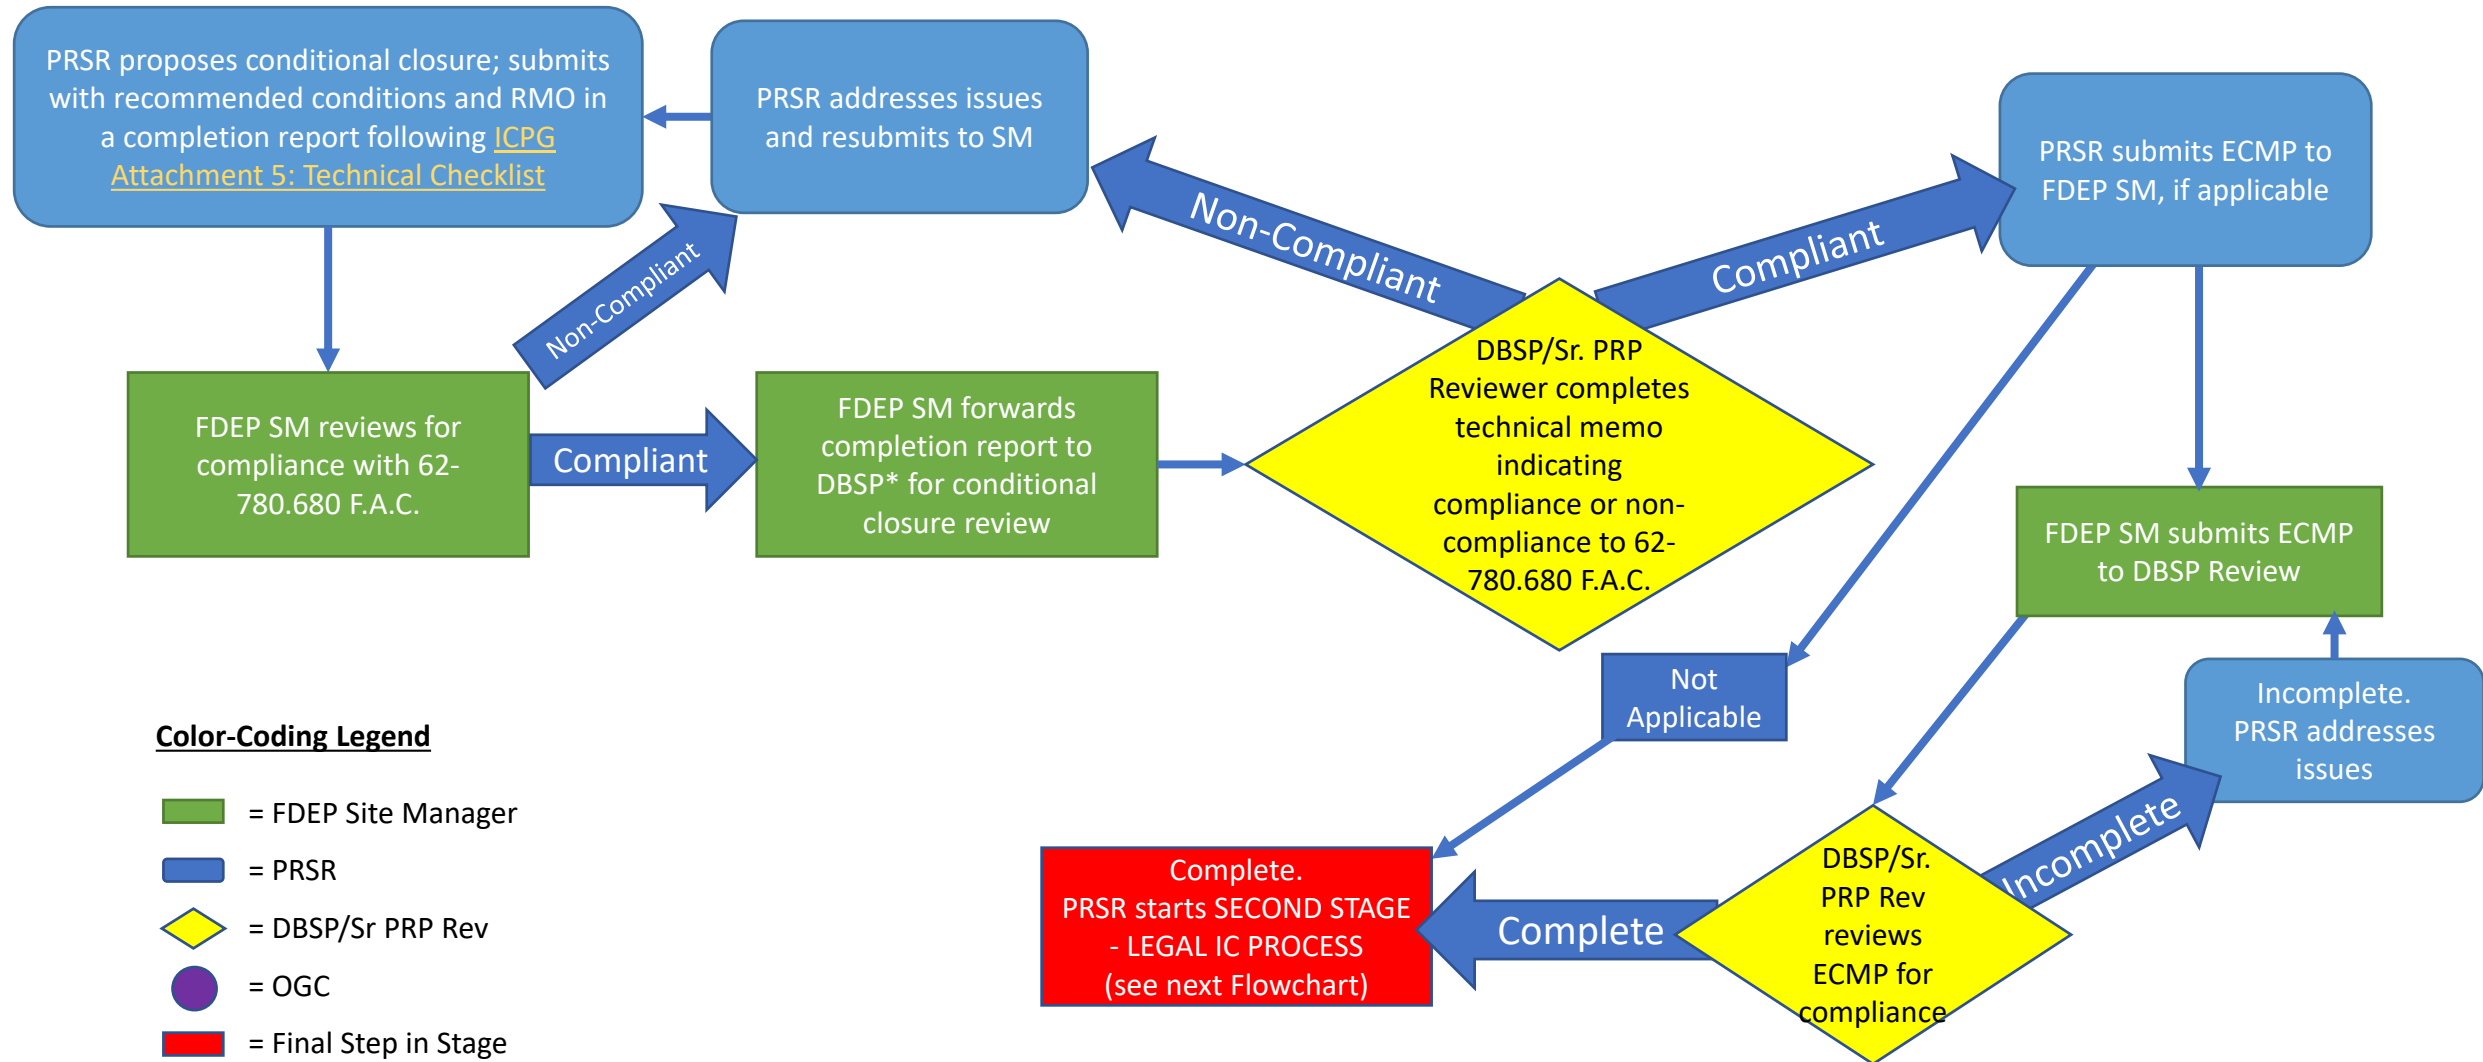 PRSR proposes conditional closure; submits
with recommended conditions and RMO in
a completion report following ICPG
Attachment 5: Technical Checklist
PRSR addresses issues
and resubmits to SM
PRSR submits ECMP to
FDEP SM, if applicable
Non-Compliant
Non-Compliant
Compliant
FDEP SM reviews for
compliance with 62-
780.680 F.A.C.
Compliant
FDEP SM forwards
completion report to
DBSP* for conditional
closure review
DBSP/Sr. PRP
Reviewer completes
technical memo
indicating
compliance or non-
compliance to 62-
780.680 F.A.C.
FDEP SM submits ECMP
to DBSP Review
Not
Applicable
Incomplete.
PRSR addresses
issues
Incomplete
DBSP/Sr.
PRP Rev
reviews
ECMP for
compliance
Complete
Complete.
PRSR starts SECOND STAGE
- LEGAL IC PROCESS
(see next Flowchart)
Color-Coding Legend
= FDEP Site Manager
= PRSR
= DBSP/Sr PRP Rev
= OGC
= Final Step in Stage